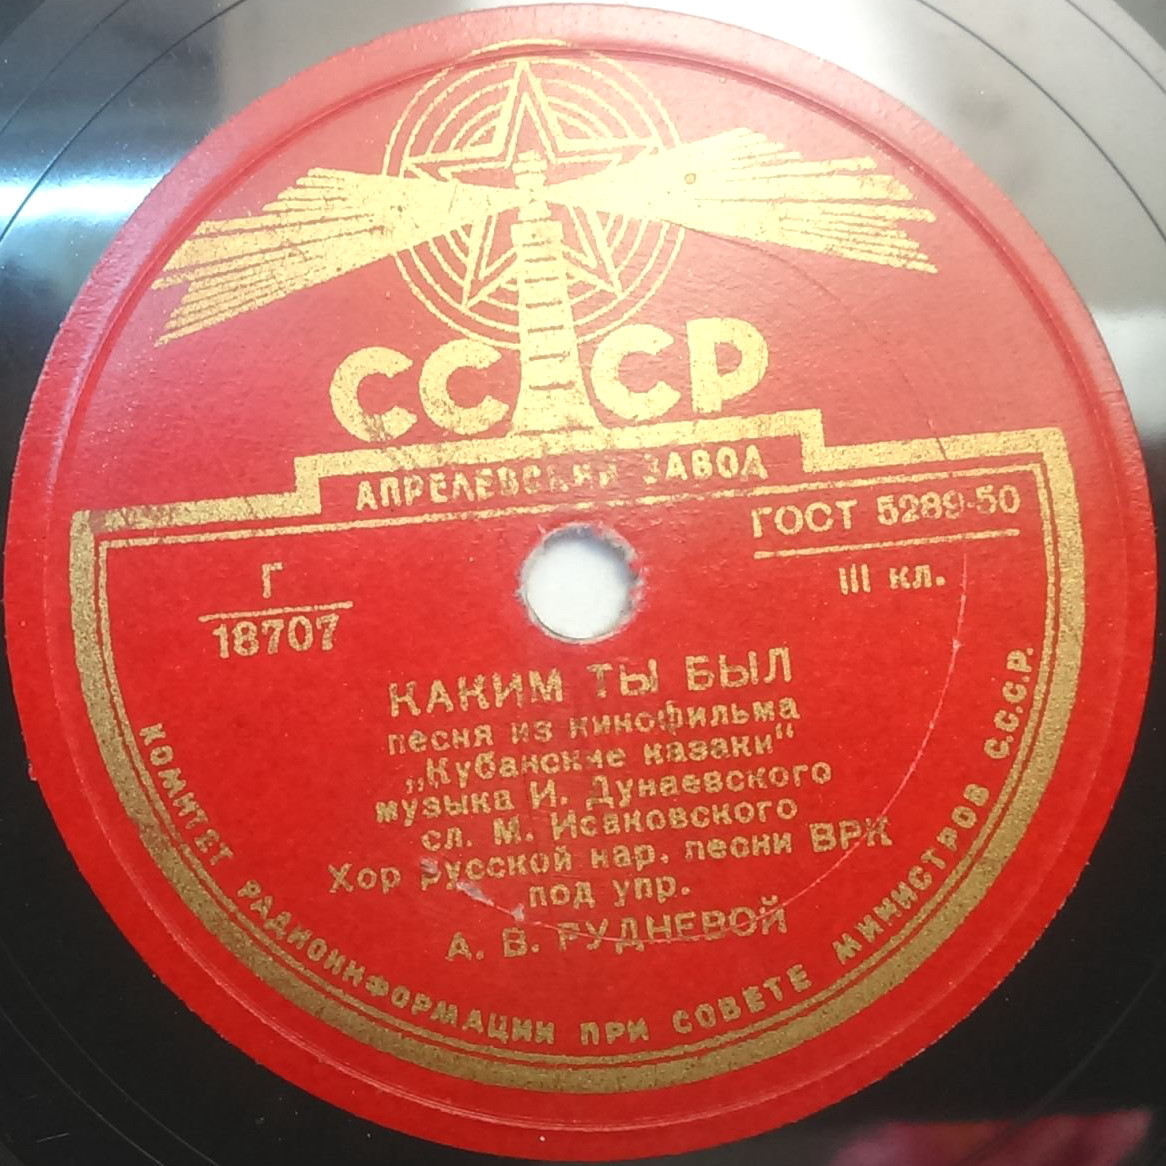 СССР
АПРЕЛЕВСКИЙ ЗАВОД
ГОСТ 5289-50
III кл.
Г
18707
КАКИМ ТЫ БЫЛ
песня из кинофильма
„Кубанские казаки“
музыка И. Дунаевского
сл. М. Исаковского
Хор Русской нар. песни ВРК
под упр.
А. В. РУДНЕВОЙ
КОМИТЕТ РАДИОИНФОРМАЦИИ ПРИ СОВЕТЕ МИНИСТРОВ С.С.С.Р.